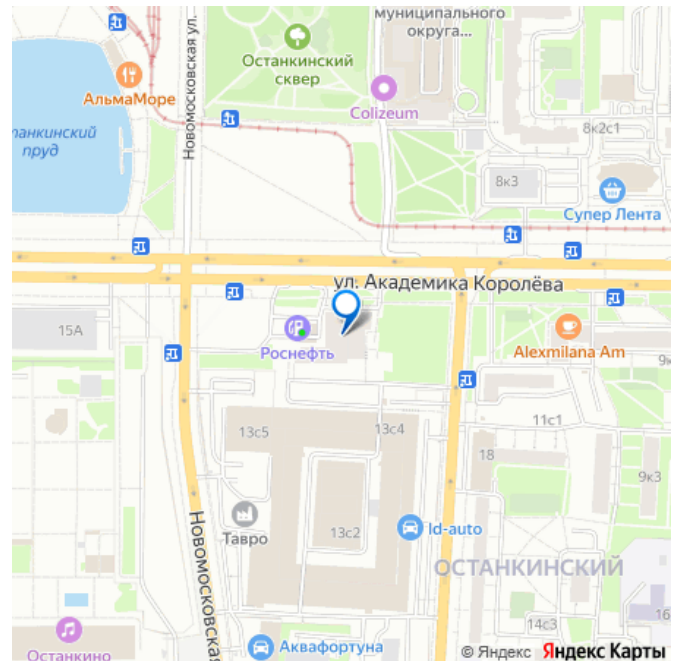 муниципального
округа...
Останкинский
сквер
АльмаМоре
Colizeum
Новомосковская ул.
танкинский
пруд
8к2с1
8к3
Супер Лента
ул. Академика Королёва
15А
Роснефть
Alexmilana Am
9к
11с1
13с5
13с4
18
9к3
Тавро
13с2
Id-auto
Новомосковская
ОСТАНКИНСКИЙ
14с3
16
Останкино
Аквафортуна
© Яндекс Яндекс Карты